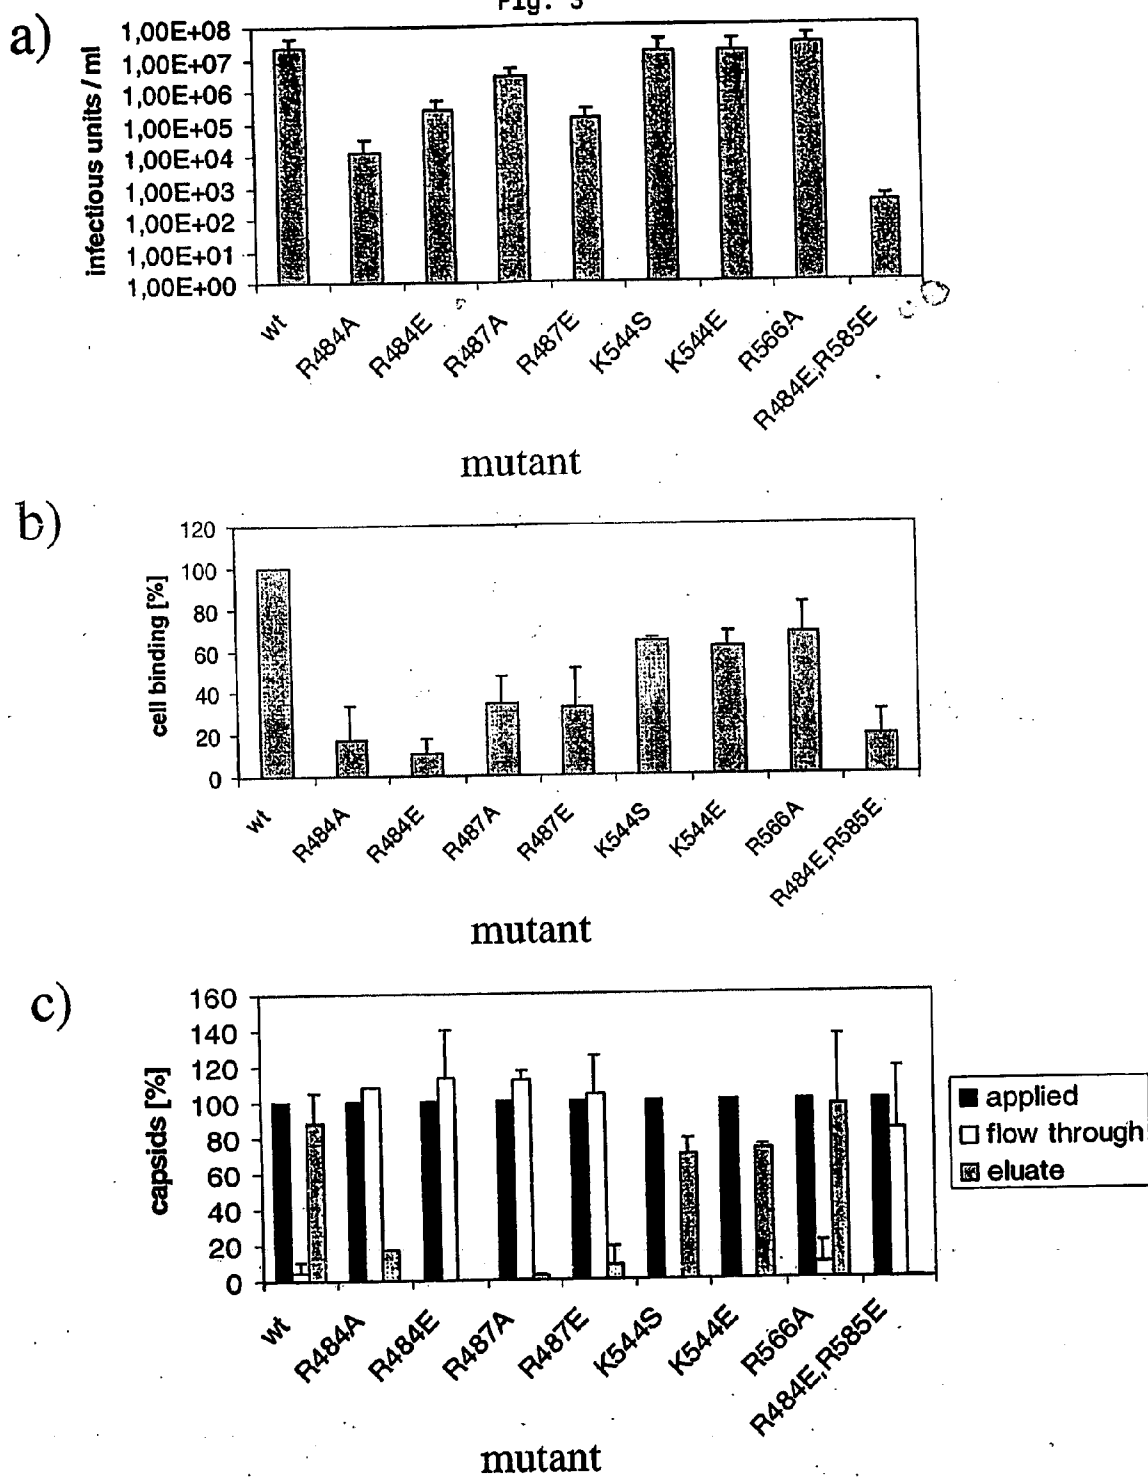 Fig. 3
a)
infectious units / ml
1,00E+08
1,00E+07
1,00E+06
1,00E+05
1,00E+04
1,00E+03
1,00E+02
1,00E+01
1,00E+00
wt
R484A
R484E
R487A
R487E
K544S
K544E
R566A
R484E,R585E
mutant
b)
cell binding [%]
120
100
80
60
40
20
0
wt
R484A
R484E
R487A
R487E
K544S
K544E
R566A
R484E,R585E
mutant
c)
capsids [%]
160
140
120
100
80
60
40
20
0
wt
R484A
R484E
R487A
R487E
K544S
K544E
R566A
R484E,R585E
applied
flow through
eluate
mutant